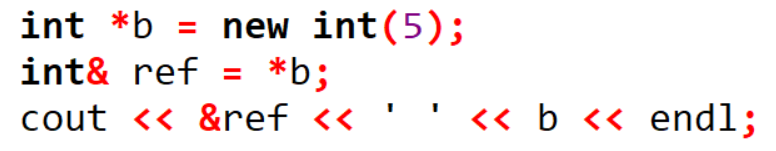 int *b = new int(5);
int& ref = *b;
cout << &ref << ' ' << b << endl;